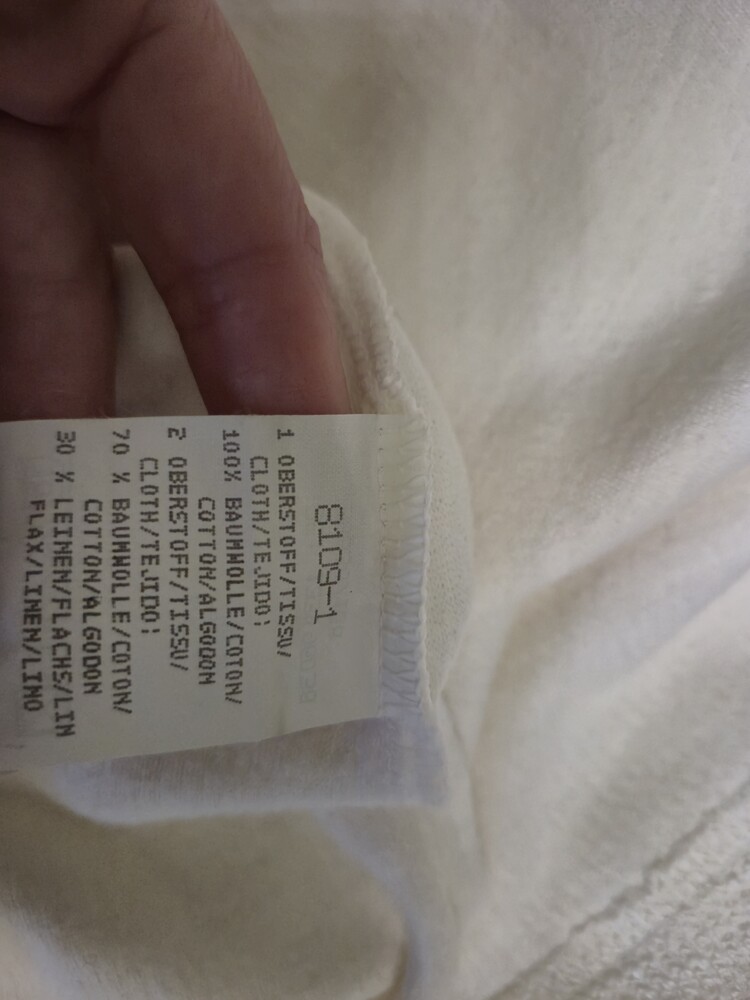 8109-1
1 OBERSTOFF/TISSU/
CLOTH/TEJIDO:
100% BAUMWOLLE/COTON/
COTTON/ALGODON
2 OBERSTOFF/TISSU/
CLOTH/TEJIDO:
70 % BAUMWOLLE/COTON/
COTTON/ALGODON
30 % LEINEN/FLACHS/LIN
FLAX/LINEN/LINO